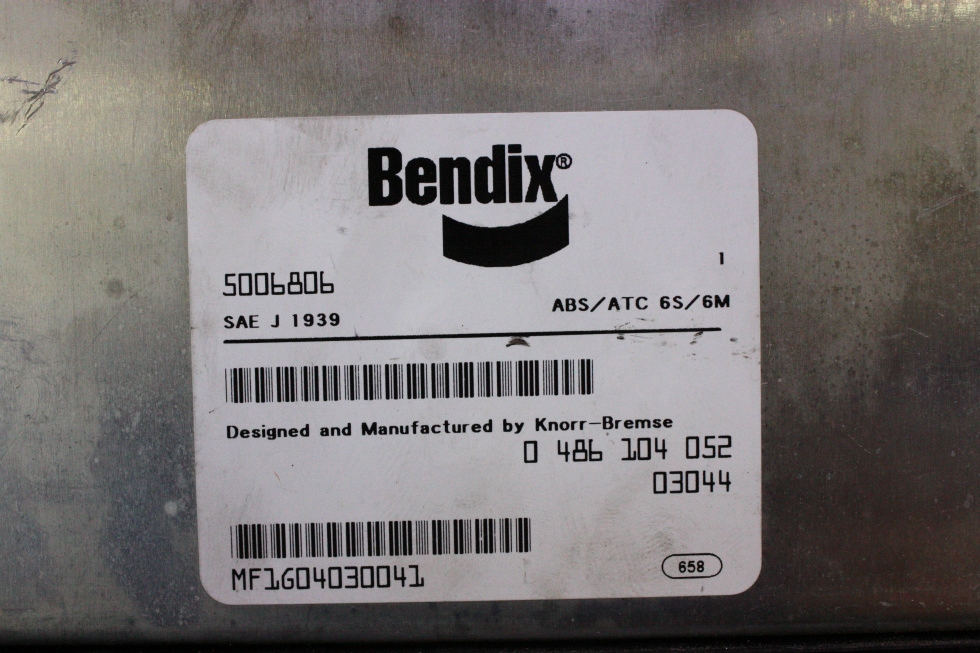 Bendix®
1
5006806
ABS/ATC 6S/6M
SAE J 1939
Designed and Manufactured by Knorr-Bremse
0 486 104 052
03044
MF1G04030041
658